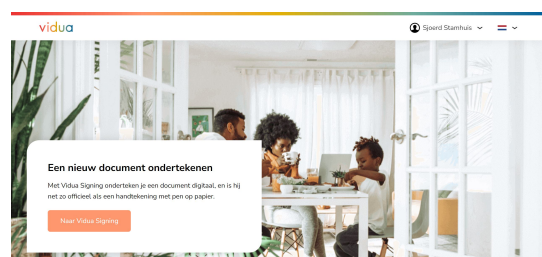 vidua
Sjoerd Stamhuis
Een nieuw document ondertekenen
Met Vidua Signing onderteken je een document digitaal, en is hij
net zo officieel als een handtekening met pen op papier.
Naar Vidua Signing